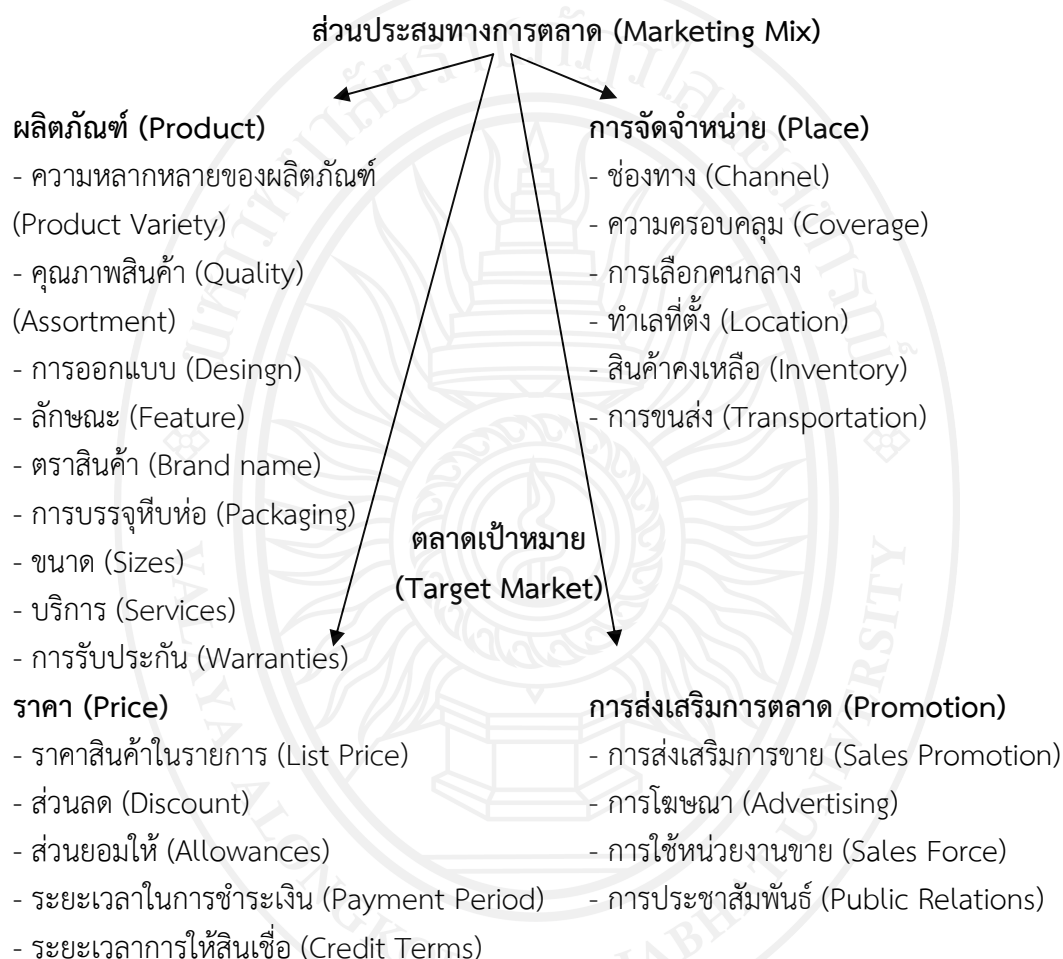 ส่วนประสมทางการตลาด (Marketing Mix)
ผลิตภัณฑ์ (Product)
- ความหลากหลายของผลิตภัณฑ์
(Product Variety)
- คุณภาพสินค้า (Quality)
(Assortment)
- การออกแบบ (Desingn)
- ลักษณะ (Feature)
- ตราสินค้า (Brand name)
- การบรรจุหีบห่อ (Packaging)
- ขนาด (Sizes)
- บริการ (Services)
- การรับประกัน (Warranties)
การจัดจำหน่าย (Place)
- ช่องทาง (Channel)
- ความครอบคลุม (Coverage)
- การเลือกคนกลาง
- ทำเลที่ตั้ง (Location)
- สินค้าคงเหลือ (Inventory)
- การขนส่ง (Transportation)
ตลาดเป้าหมาย
(Target Market)
ราคา (Price)
- ราคาสินค้าในรายการ (List Price)
- ส่วนลด (Discount)
- ส่วนยอมให้ (Allowances)
- ระยะเวลาในการชำระเงิน (Payment Period)
- ระยะเวลาการให้สินเชื่อ (Credit Terms)
การส่งเสริมการตลาด (Promotion)
- การส่งเสริมการขาย (Sales Promotion)
- การโฆษณา (Advertising)
- การใช้หน่วยงานขาย (Sales Force)
- การประชาสัมพันธ์ (Public Relations)